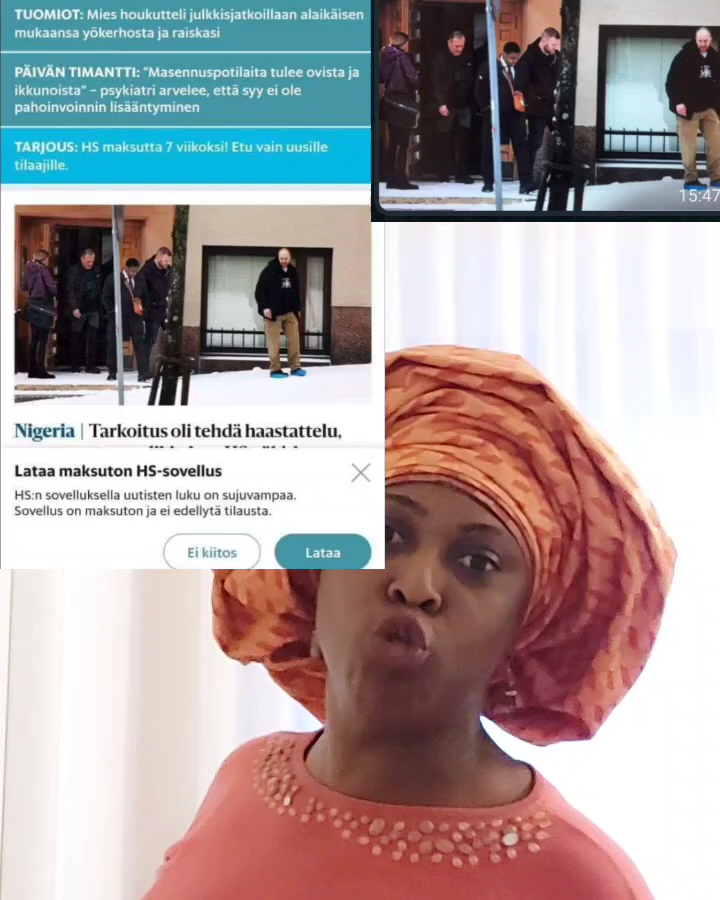 TUOMIOT: Mies houkutteli julkkisjatkoillaan alaikäisen
mukaansa yökerhosta ja raiskasi
PÄIVÄN TIMANTTI: ”Masennuspotilaita tulee ovista ja
ikkunoista” – psykiatri arvelee, että syy ei ole
pahoinvoinnin lisääntyminen
TARJOUS: HS maksutta 7 viikoksi! Etu vain uusille
tilaajille.
15:47
Nigeria | Tarkoitus oli tehdä haastattelu,
Lataa maksuton HS-sovellus
HS:n sovelluksella uutisten luku on sujuvampaa.
Sovellus on maksuton ja ei edellytä tilausta.
Ei kiitos
Lataa